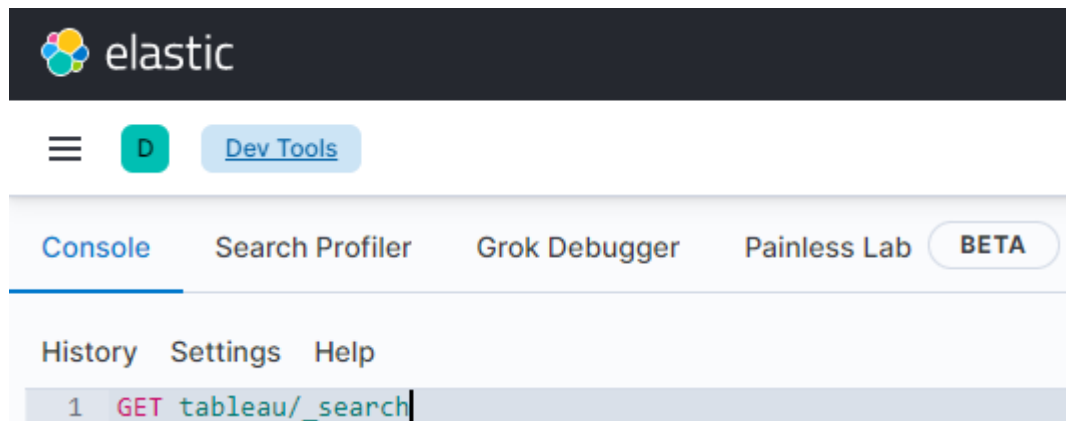 elastic
D Dev Tools
Console Search Profiler Grok Debugger Painless Lab BETA
History Settings Help
1 GET tableau/_search